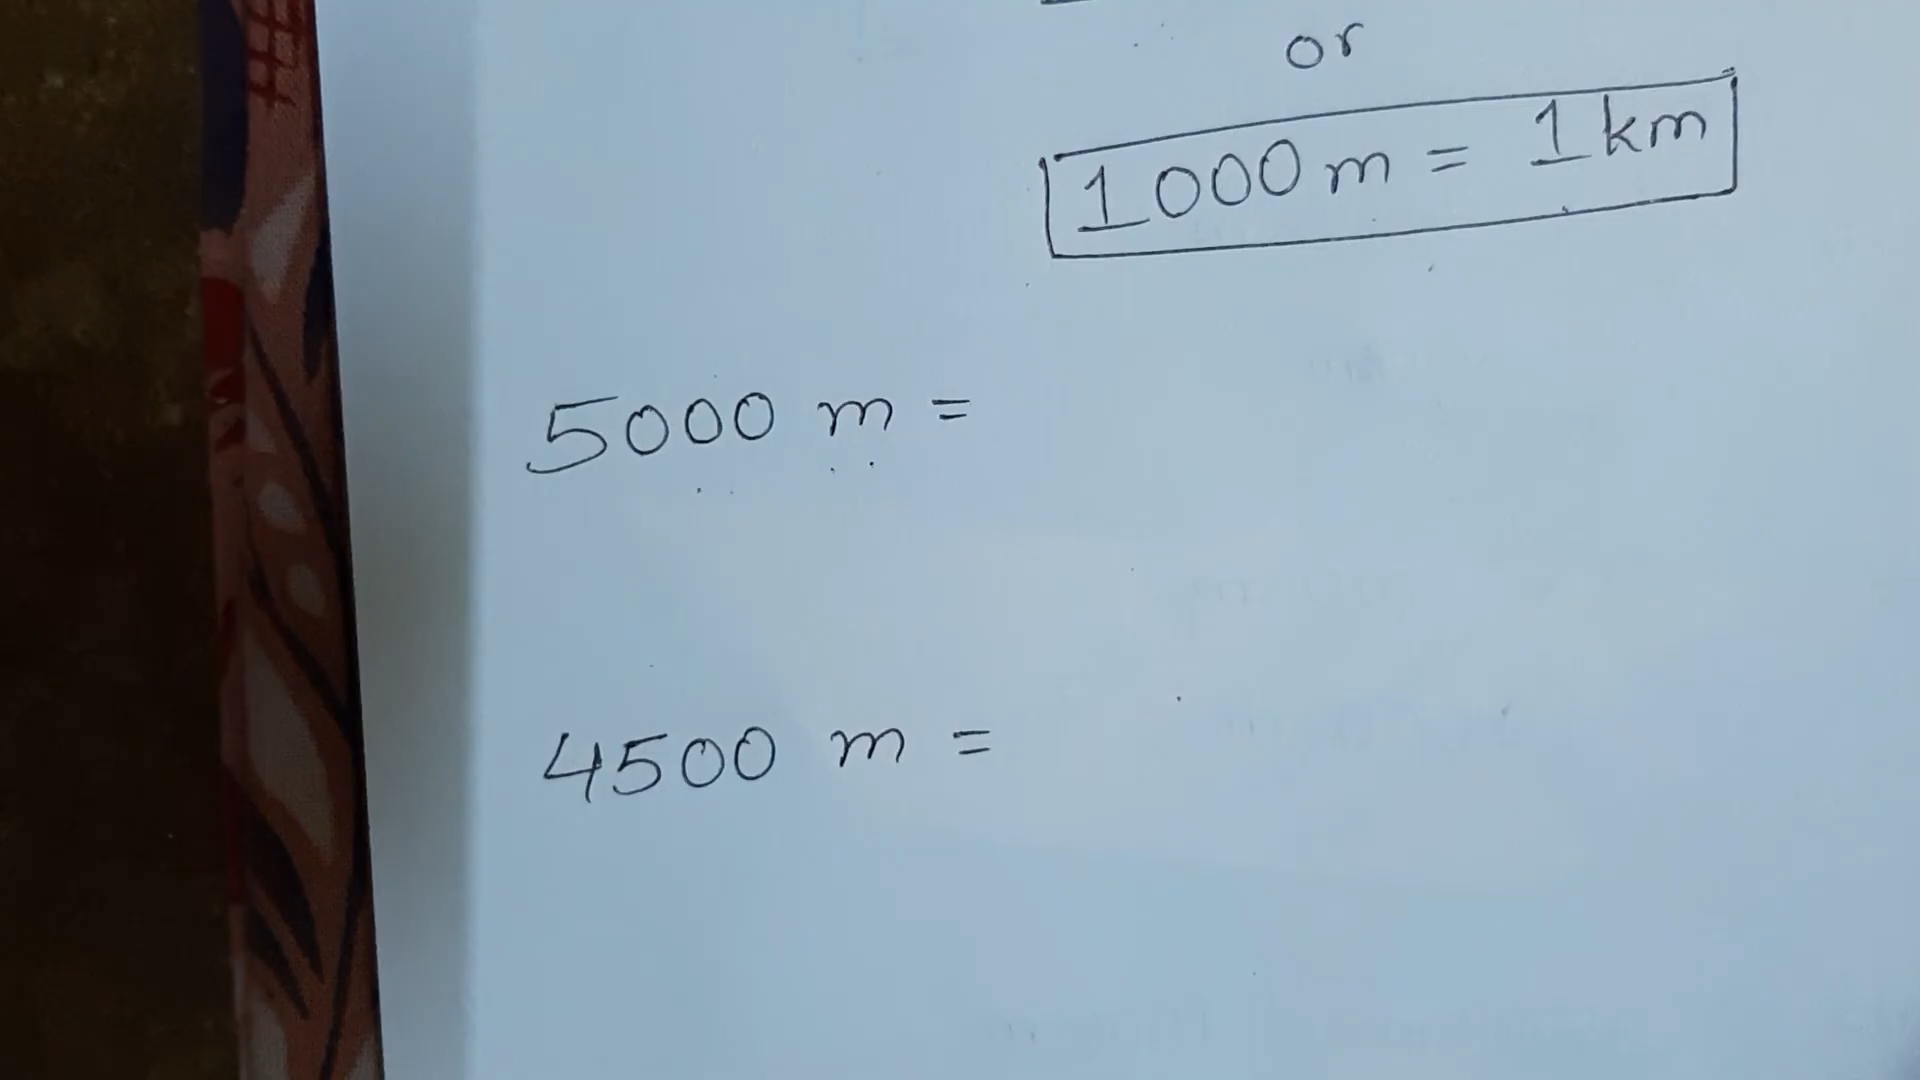 or
1000 m = 1 km
5000 m =
4500 m =